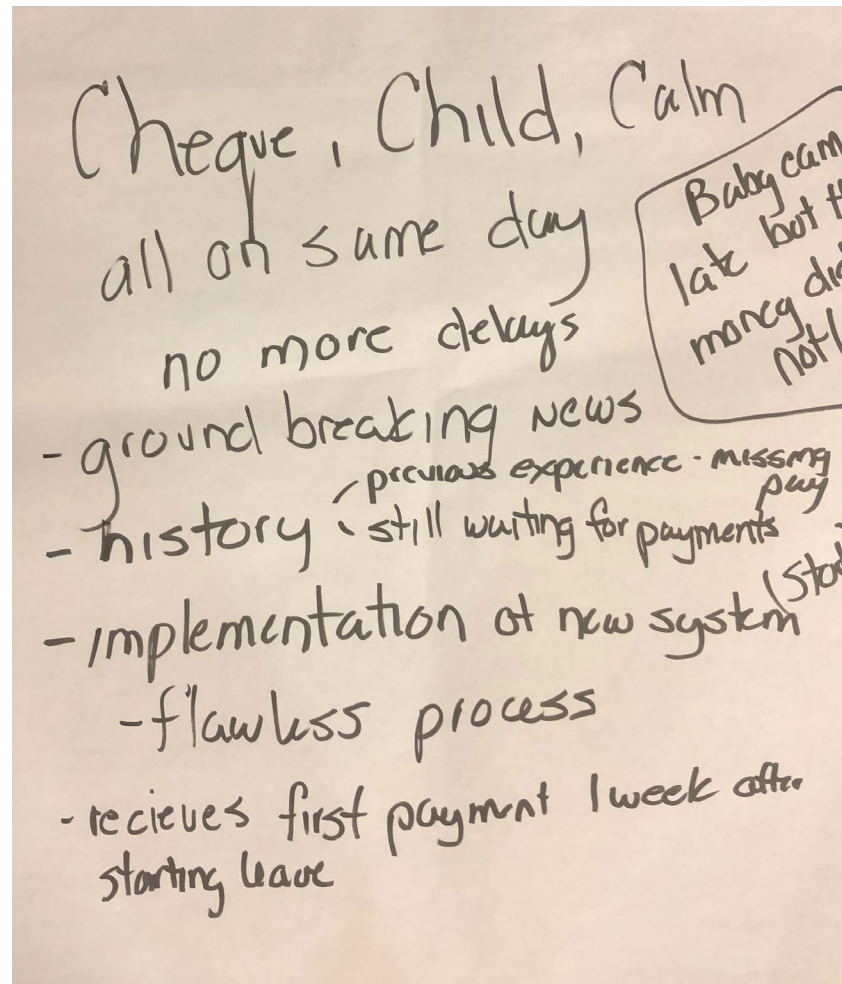 Cheque, Child, Calm
all on same day
no more delays
Baby cam
late but th
money did
not!
- ground breaking news
- history
previous experience - missing
pay
still waiting for payments
- implementation of new system
- flawless process
- recieves first payment 1 week after
starting leave